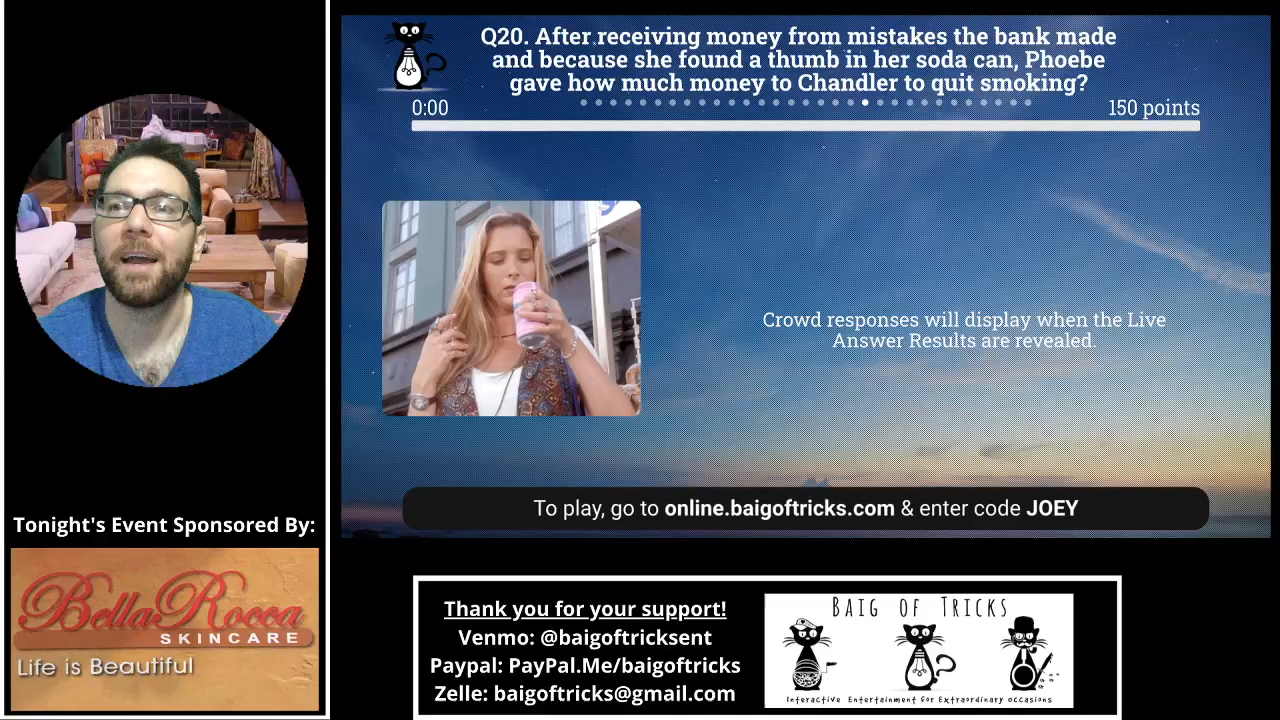 Q20. After receiving money from mistakes the bank made
and because she found a thumb in her soda can, Phoebe
gave how much money to Chandler to quit smoking?
0:00
150 points
Crowd responses will display when the Live
Answer Results are revealed.
To play, go to online.baigoftricks.com & enter code JOEY
Tonight's Event Sponsored By:
BellaRocca
SKINCARE
Life is Beautiful
Thank you for your support!
Venmo: @baigoftricksent
Paypal: PayPal.Me/baigoftricks
Zelle: baigoftricks@gmail.com
BAIG OF TRICKS
Interactive Entertainment for Extraordinary occasions